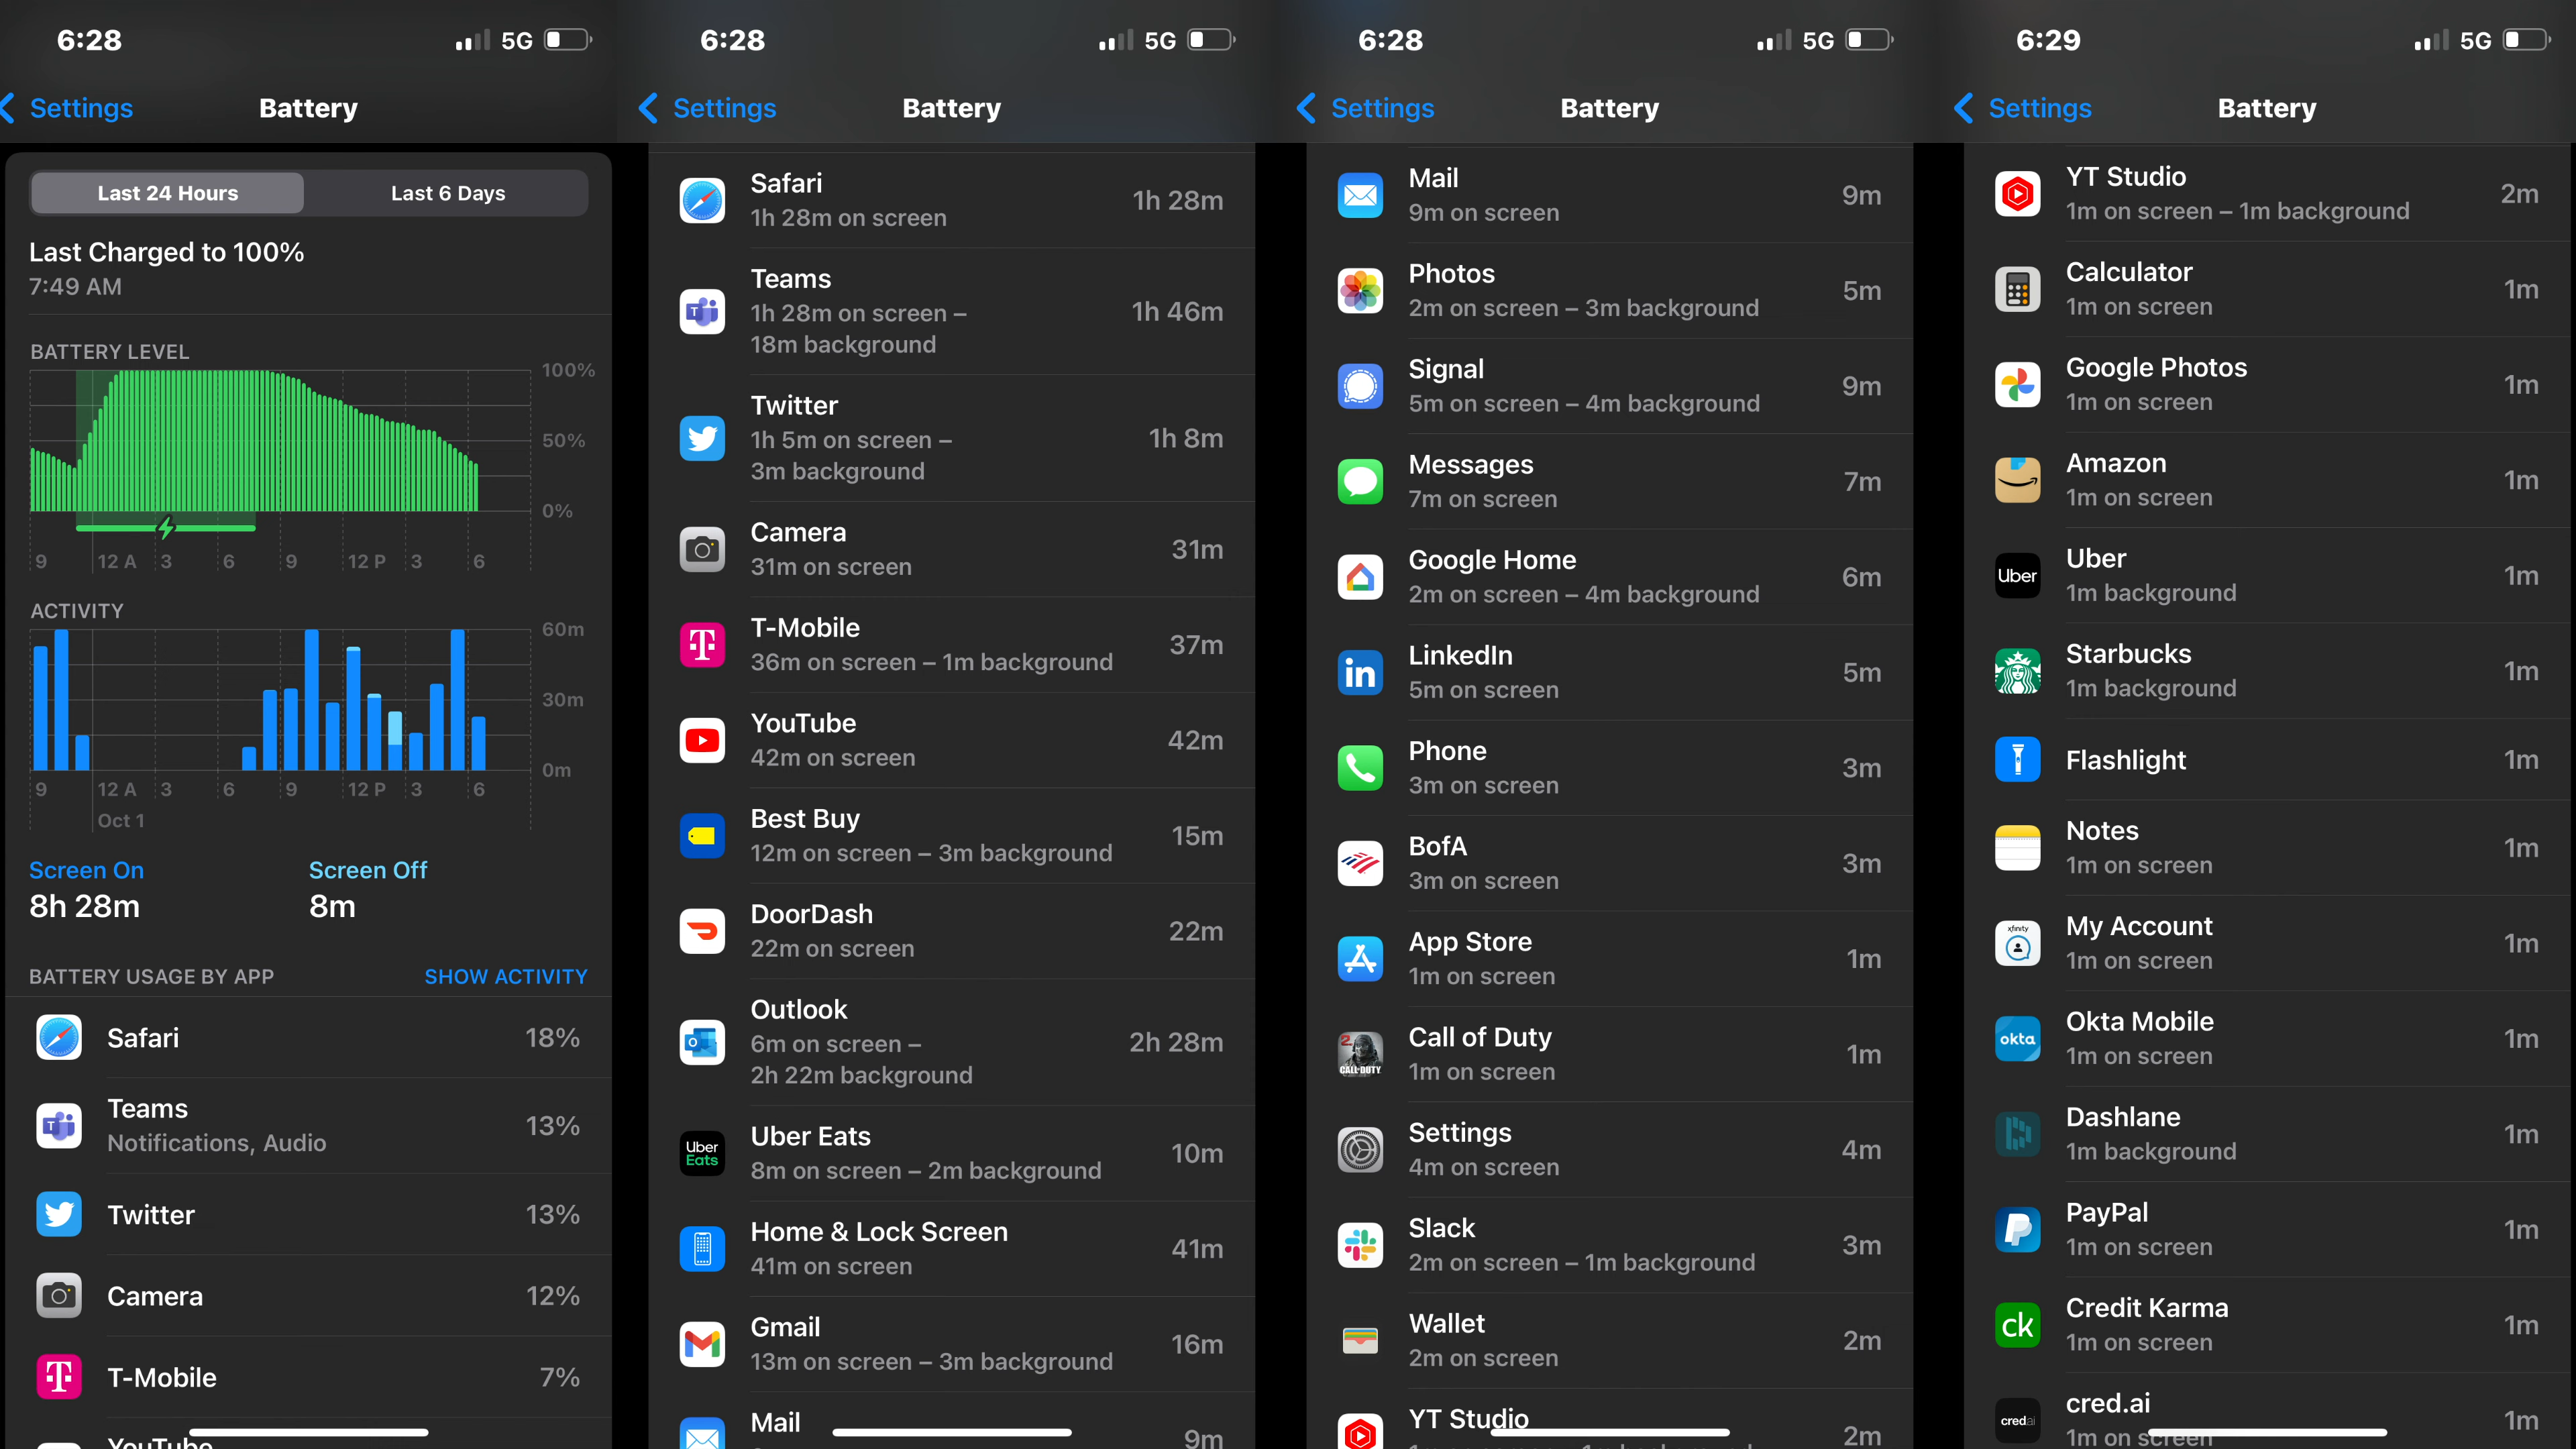 6:28
5G
Settings
Battery
Last 24 Hours
Last 6 Days
Last Charged to 100%
7:49 AM
BATTERY LEVEL
100%
50%
0%
9
12 A
3
6
9
12 P
3
6
ACTIVITY
60m
30m
0m
9
12 A
3
6
9
12 P
3
6
Oct 1
Screen On
Screen Off
8h 28m
8m
BATTERY USAGE BY APP
SHOW ACTIVITY
Safari
18%
Teams
Notifications, Audio
13%
Twitter
13%
Camera
12%
T-Mobile
7%
YouTube
6:28
5G
Settings
Battery
Safari
1h 28m on screen
1h 28m
Teams
1h 28m on screen –
18m background
1h 46m
Twitter
1h 5m on screen –
3m background
1h 8m
Camera
31m on screen
31m
T-Mobile
36m on screen – 1m background
37m
YouTube
42m on screen
42m
Best Buy
12m on screen – 3m background
15m
DoorDash
22m on screen
22m
Outlook
6m on screen –
2h 22m background
2h 28m
Uber
Eats
Uber Eats
8m on screen – 2m background
10m
Home & Lock Screen
41m on screen
41m
Gmail
13m on screen – 3m background
16m
Mail
9m
6:28
5G
Settings
Battery
Mail
9m on screen
9m
Photos
2m on screen – 3m background
5m
Signal
5m on screen – 4m background
9m
Messages
7m on screen
7m
Google Home
2m on screen – 4m background
6m
in
LinkedIn
5m on screen
5m
Phone
3m on screen
3m
BofA
3m on screen
3m
App Store
1m on screen
1m
CALL OF DUTY
Call of Duty
1m on screen
1m
Settings
4m on screen
4m
Slack
2m on screen – 1m background
3m
Wallet
2m on screen
2m
YT Studio
2m
6:29
5G
Settings
Battery
YT Studio
1m on screen – 1m background
2m
Calculator
1m on screen
1m
Google Photos
1m on screen
1m
Amazon
1m on screen
1m
Uber
Uber
1m background
1m
Starbucks
1m background
1m
Flashlight
1m
Notes
1m on screen
1m
xfinity
My Account
1m on screen
1m
okta
Okta Mobile
1m on screen
1m
Dashlane
1m background
1m
PayPal
1m on screen
1m
ck
Credit Karma
1m on screen
1m
cred.ai
cred.ai
1m on screen
1m